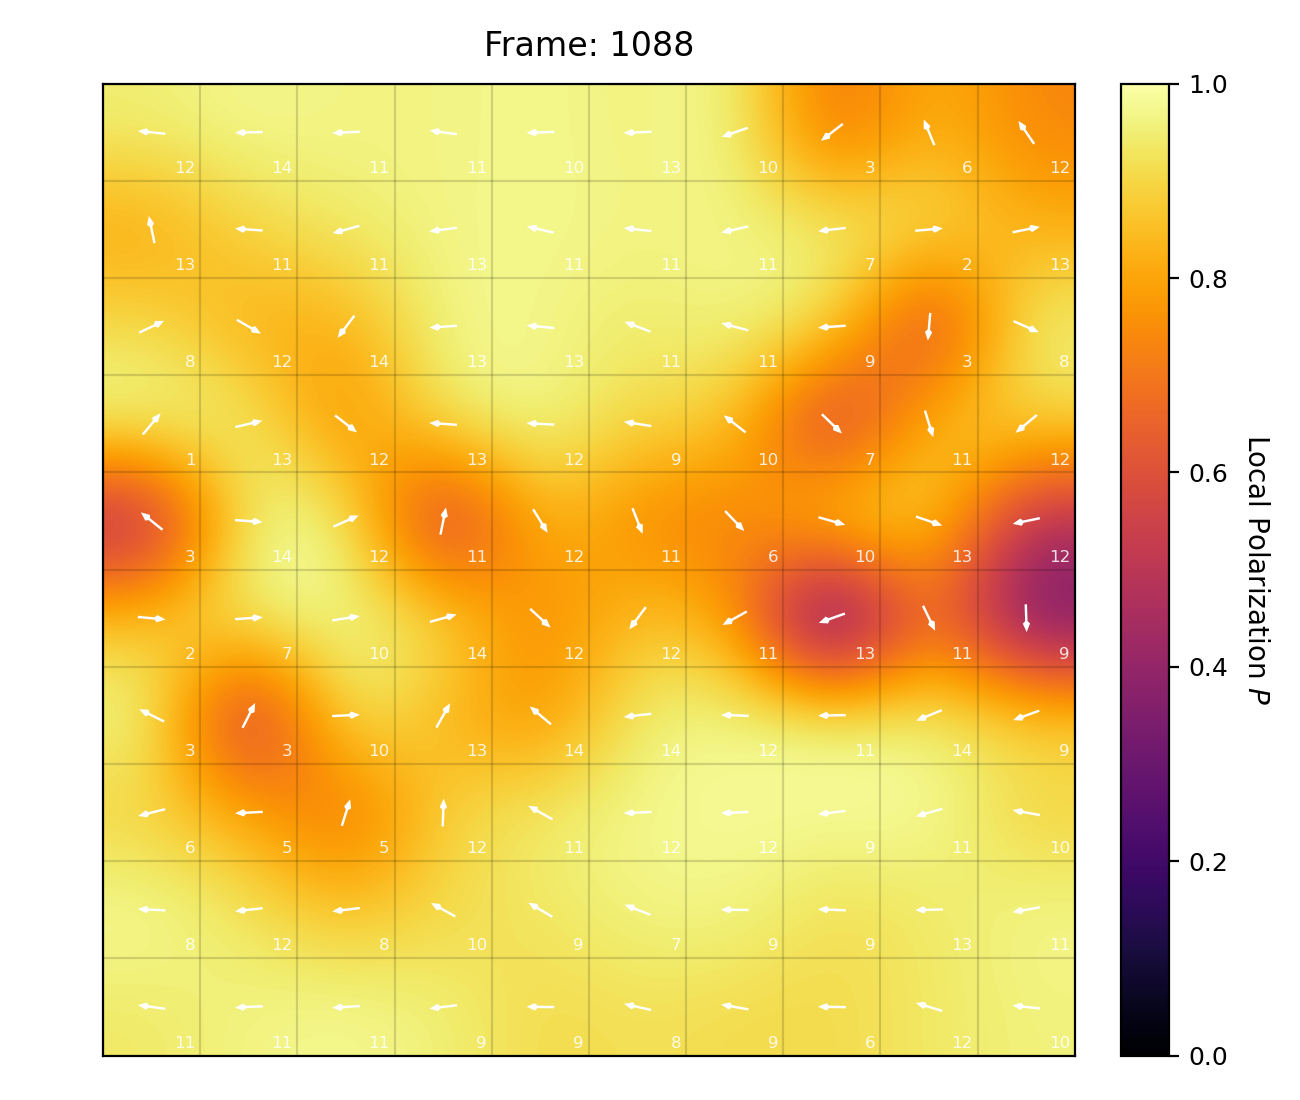 Frame: 1088
12 14 11 11 10 13 10 3 6 12
13 11 11 13 11 11 11 7 2 13
8 12 14 13 13 11 11 9 3 8
1 13 12 13 12 9 10 7 11 12
3 14 12 11 12 11 6 10 13 12
2 7 10 14 12 12 11 13 11 9
3 3 10 13 14 14 12 11 14 9
6 5 5 12 11 12 12 9 11 10
8 12 8 10 9 7 9 9 13 11
11 11 11 9 9 8 9 6 12 10
1.0
0.8
0.6
0.4
0.2
0.0
Local Polarization P